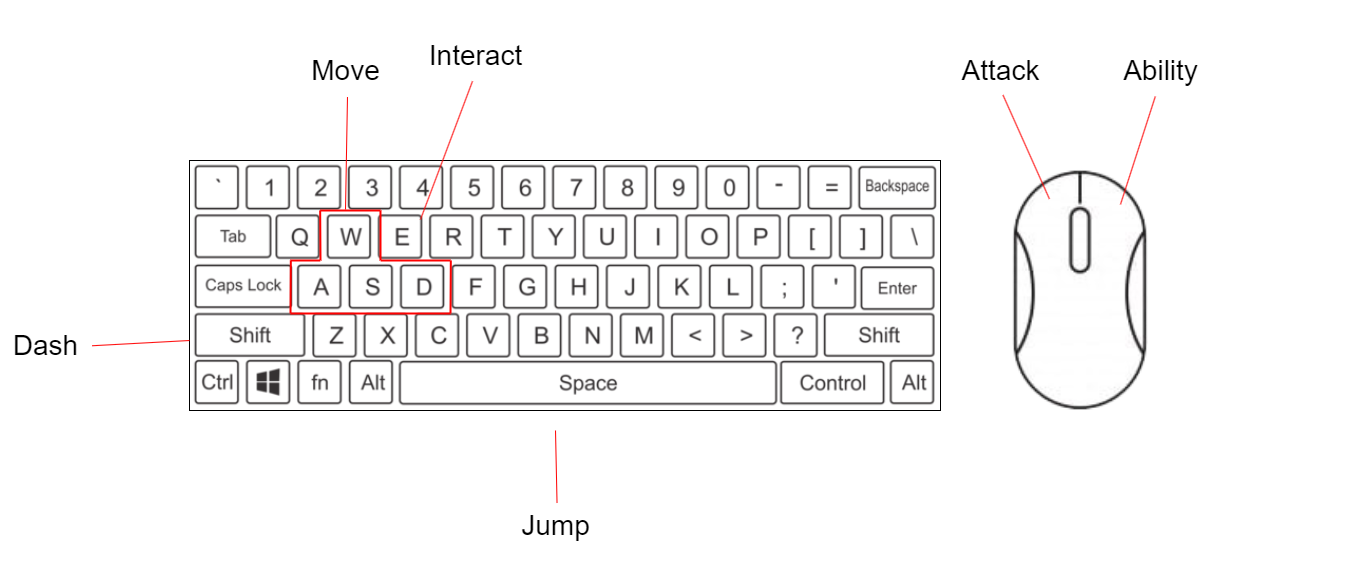 Interact
Move
Attack Ability
` 1 2 3 4 5 6 7 8 9 0 - = Backspace
Tab Q W E R T Y U I O P [ ] \
Caps Lock A S D F G H J K L ; ' Enter
Dash
Shift Z X C V B N M < > ? Shift
Ctrl fn Alt Space Control Alt
Jump